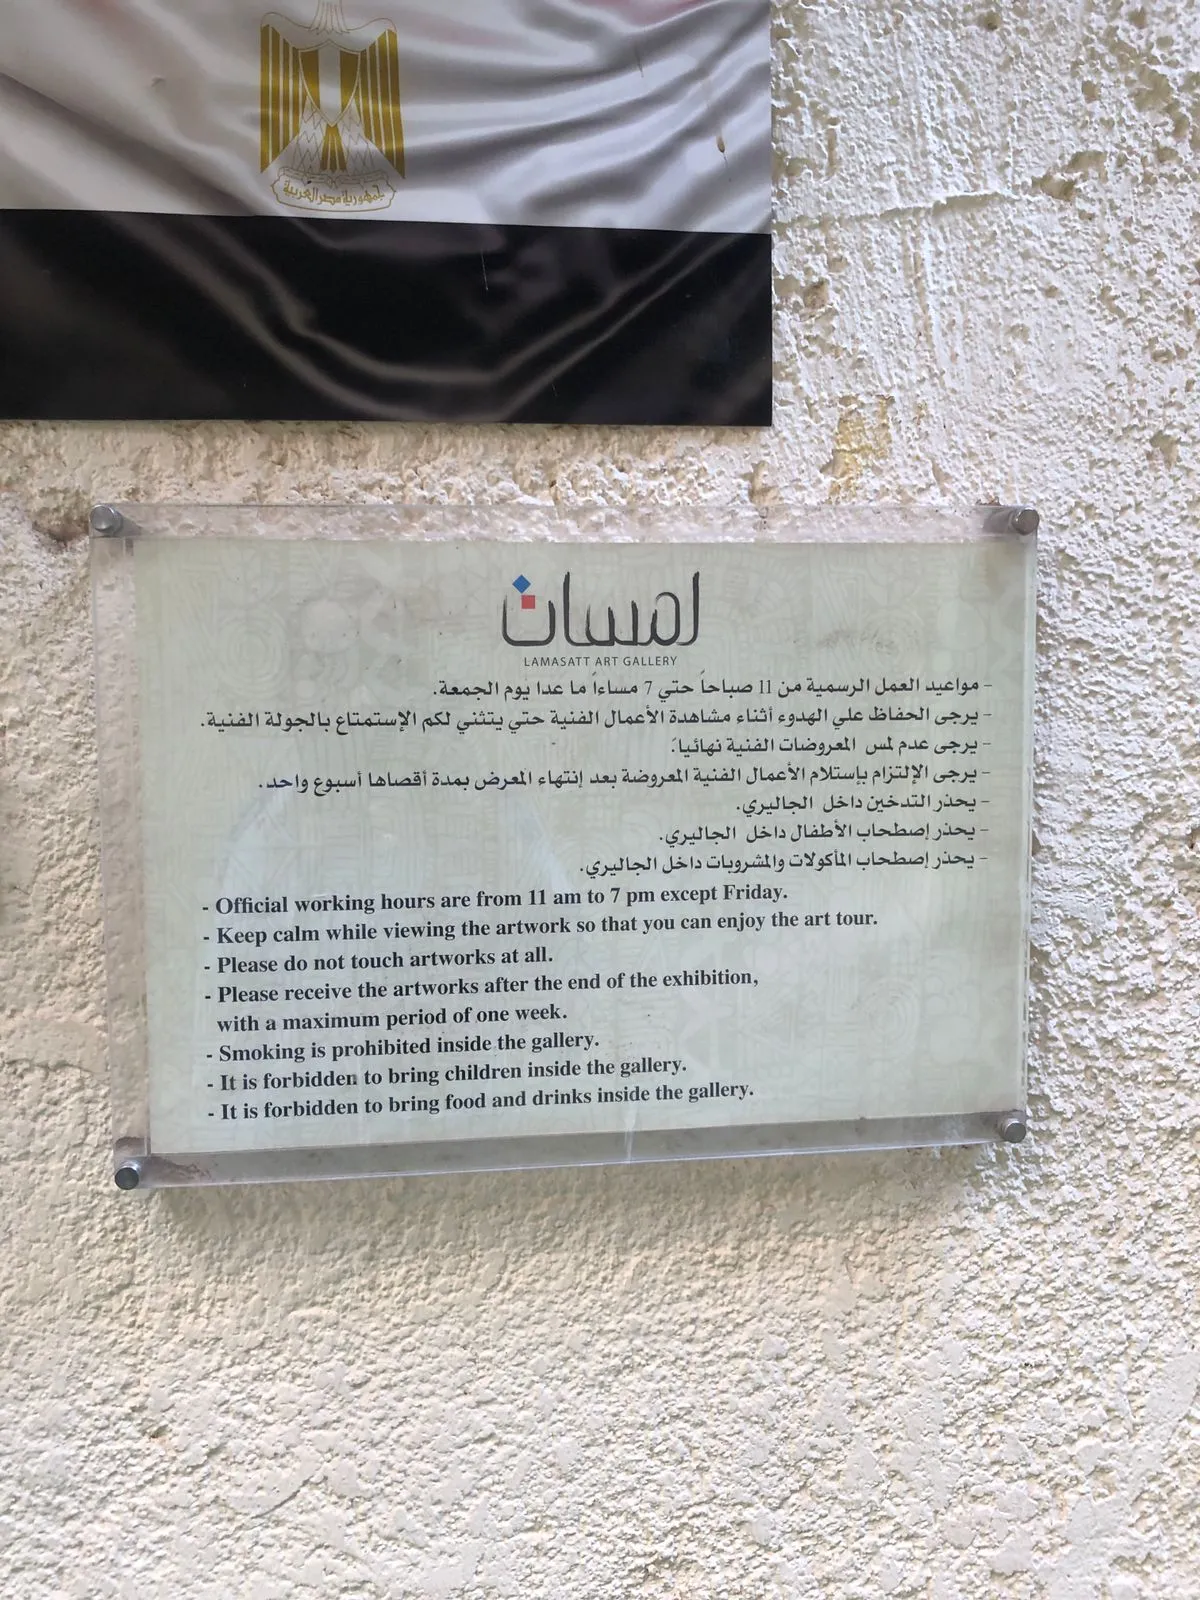 جمهورية مصر العربية
لمسات
LAMASATT ART GALLERY
- مواعيد العمل الرسمية من 11 صباحاً حتي 7 مساءاً ما عدا يوم الجمعة.
- يرجى الحفاظ علي الهدوء أثناء مشاهدة الأعمال الفنية حتي يتثني لكم الإستمتاع بالجولة الفنية.
- يرجى عدم لمس المعروضات الفنية نهائياً.
- يرجى الإلتزام بإستلام الأعمال الفنية المعروضة بعد إنتهاء المعرض بمدة أقصاها أسبوع واحد.
- يحذر التدخين داخل الجاليري.
- يحذر إصطحاب الأطفال داخل الجاليري.
- يحذر إصطحاب المأكولات والمشروبات داخل الجاليري.
- Official working hours are from 11 am to 7 pm except Friday.
- Keep calm while viewing the artwork so that you can enjoy the art tour.
- Please do not touch artworks at all.
- Please receive the artworks after the end of the exhibition,
with a maximum period of one week.
- Smoking is prohibited inside the gallery.
- It is forbidden to bring children inside the gallery.
- It is forbidden to bring food and drinks inside the gallery.